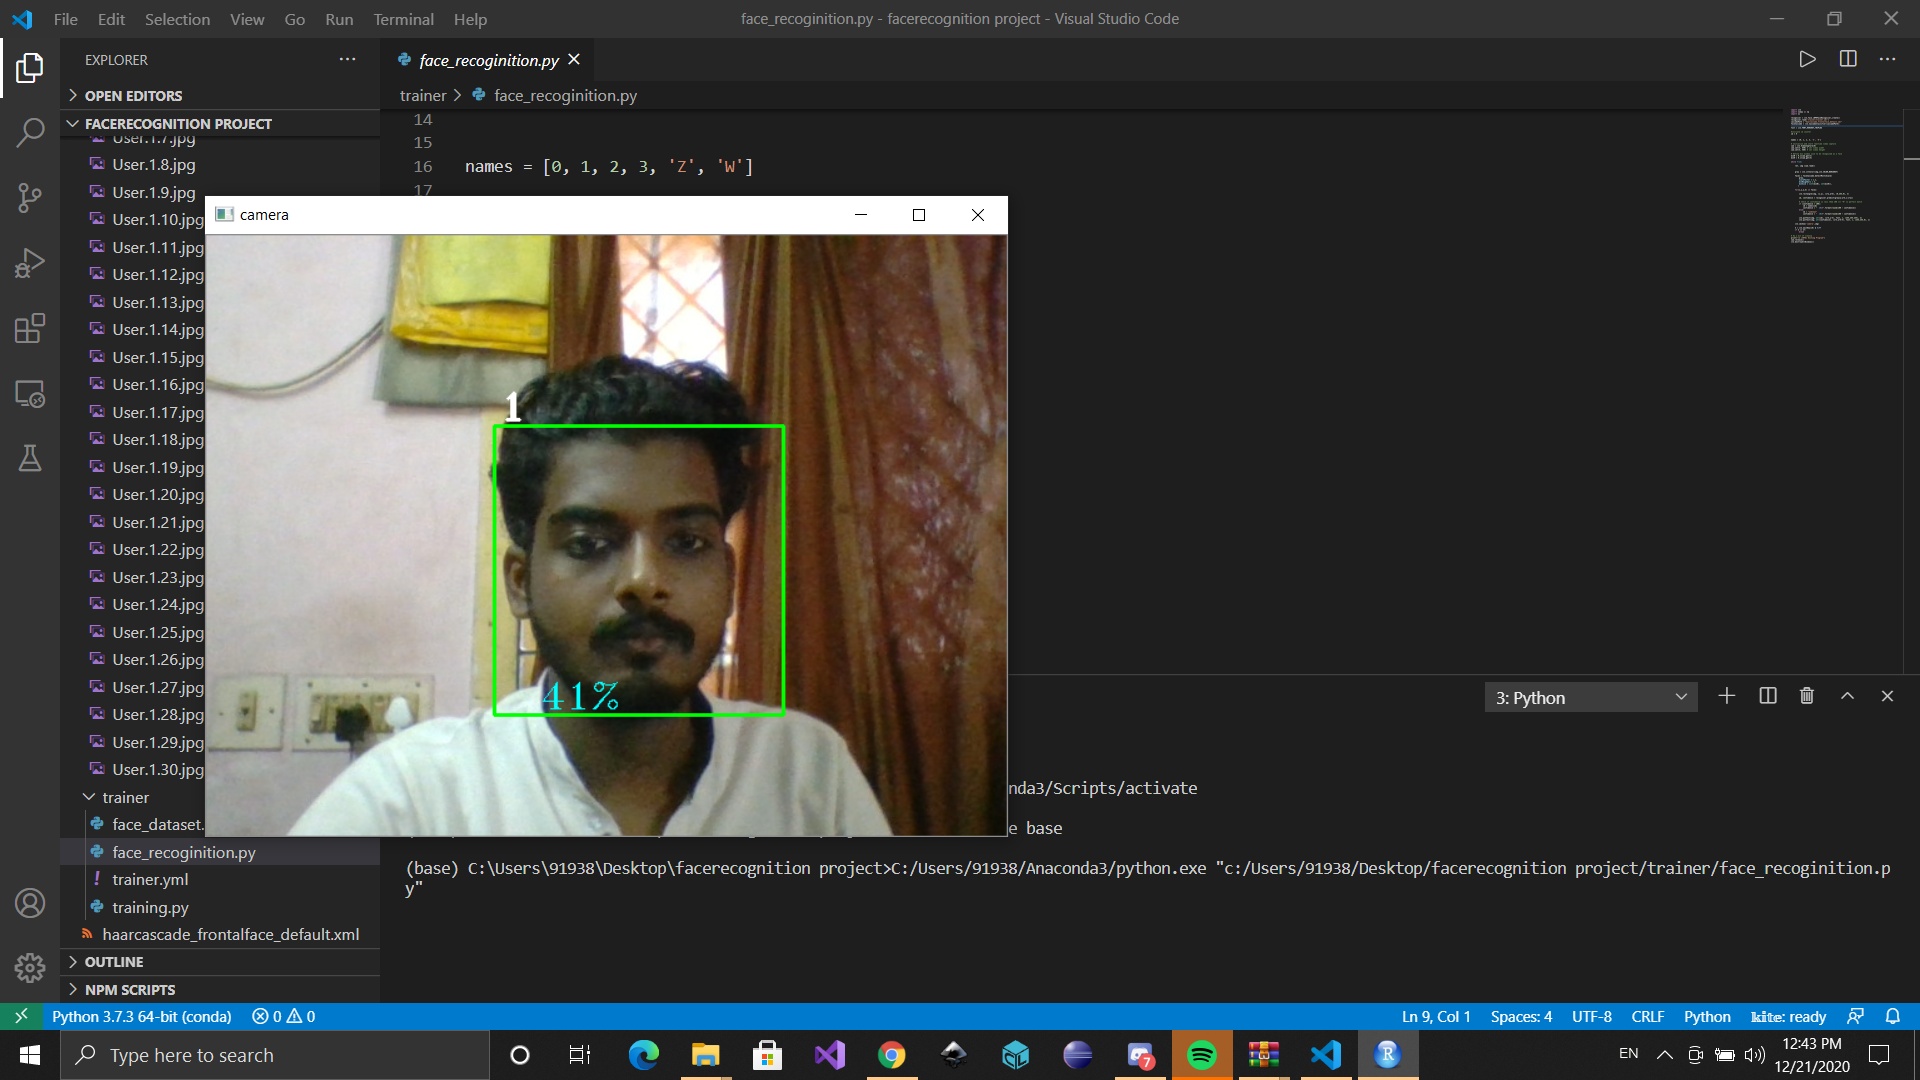 File Edit Selection View Go Run Terminal Help
face_recoginition.py - facerecognition project - Visual Studio Code
EXPLORER
face_recoginition.py
OPEN EDITORS
trainer > face_recoginition.py
FACERECOGNITION PROJECT
User.1.7.jpg
User.1.8.jpg
User.1.9.jpg
User.1.10.jpg
User.1.11.jpg
User.1.12.jpg
User.1.13.jpg
User.1.14.jpg
User.1.15.jpg
User.1.16.jpg
User.1.17.jpg
User.1.18.jpg
User.1.19.jpg
User.1.20.jpg
User.1.21.jpg
User.1.22.jpg
User.1.23.jpg
User.1.24.jpg
User.1.25.jpg
User.1.26.jpg
User.1.27.jpg
User.1.28.jpg
User.1.29.jpg
User.1.30.jpg
trainer
face_dataset.
face_recoginition.py
trainer.yml
training.py
haarcascade_frontalface_default.xml
OUTLINE
NPM SCRIPTS
14
15
16 names = [0, 1, 2, 3, 'Z', 'W']
17
camera
1
41%
3: Python
nda3/Scripts/activate
e base
(base) C:\Users\91938\Desktop\facerecognition project>C:/Users/91938/Anaconda3/python.exe "c:/Users/91938/Desktop/facerecognition project/trainer/face_recoginition.p
y"
Python 3.7.3 64-bit (conda) 0 0
Ln 9, Col 1 Spaces: 4 UTF-8 CRLF Python kite: ready
Type here to search
7
EN
12:43 PM
12/21/2020